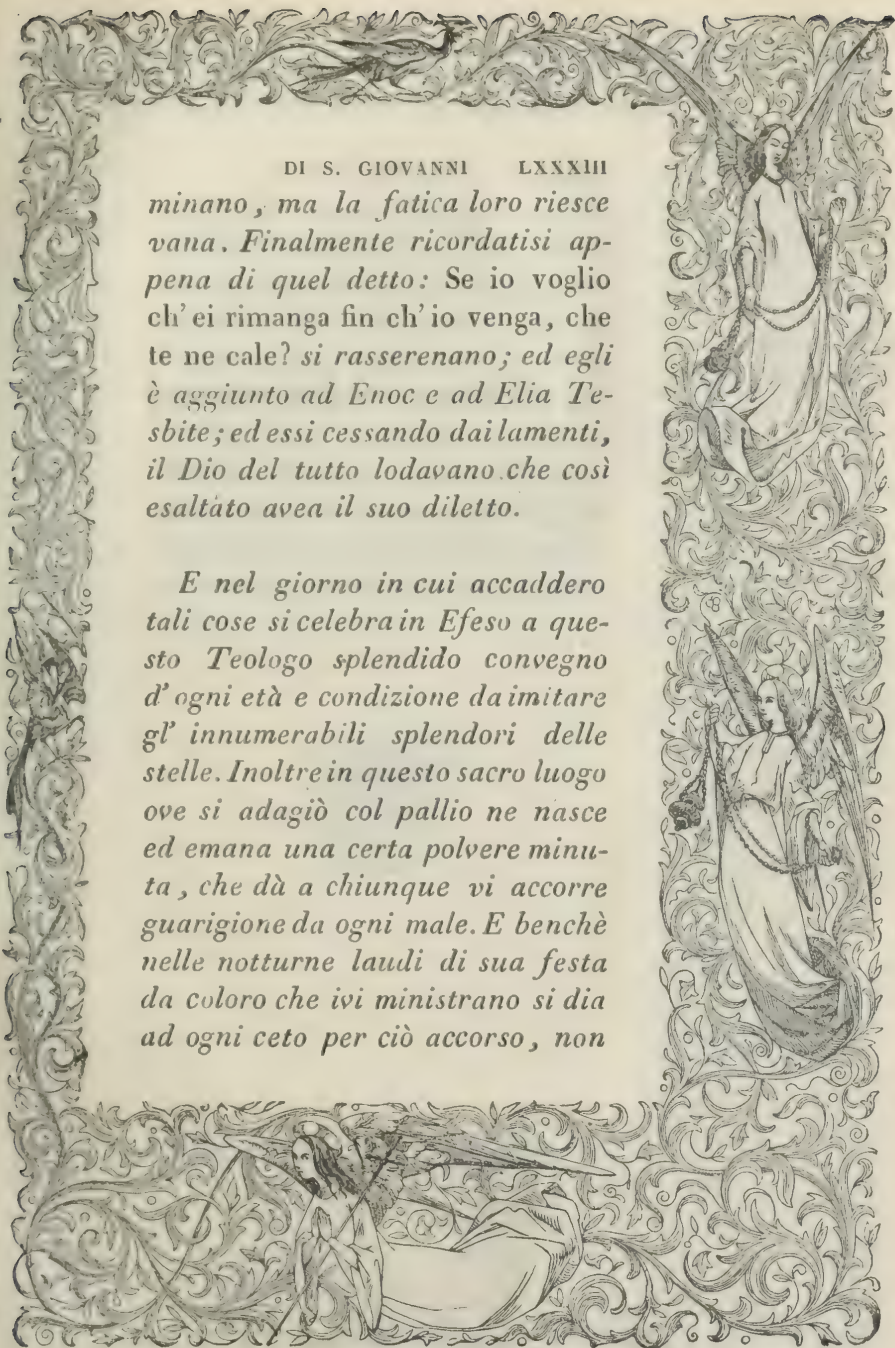 DI S. GIOVANNI LXXXIII
minano, ma la fatica loro riesce
vana. Finalmente ricordatisi ap-
pena di quel detto: Se io voglio
ch' ei rimanga fin ch' io venga, che
te ne cale? si rasserenano; ed egli
è aggiunto ad Enoc e ad Elia Te-
sbite; ed essi cessando dai lamenti,
il Dio del tutto lodavano che così
esaltato avea il suo diletto.
E nel giorno in cui accaddero
tali cose si celebra in Efeso a que-
sto Teologo splendido convegno
d' ogni età e condizione da imitare
gl' innumerabili splendori delle
stelle. Inoltre in questo sacro luogo
ove si adagiò col pallio ne nasce
ed emana una certa polvere minu-
ta, che dà a chiunque vi accorre
guarigione da ogni male. E benchè
nelle notturne laudi di sua festa
da coloro che ivi ministrano si dia
ad ogni ceto per ciò accorso, non